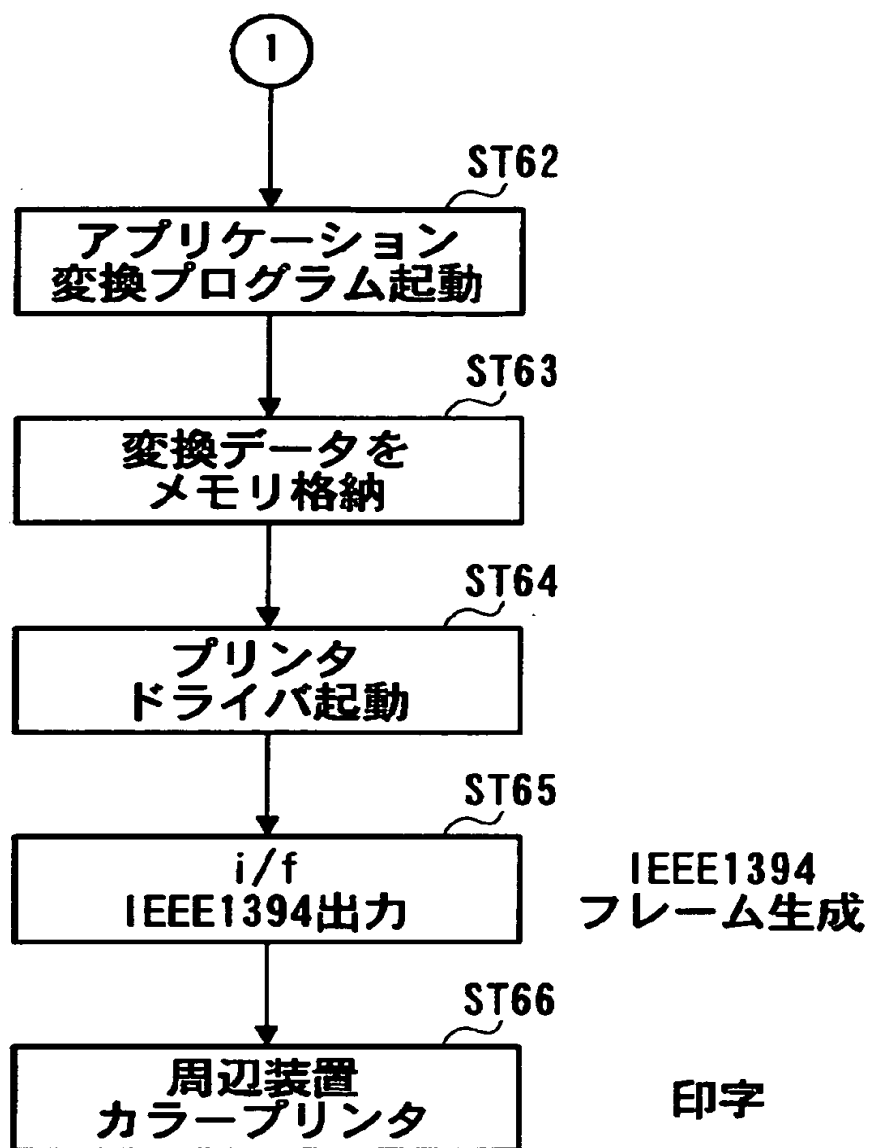 1
ST62
アプリケーション
変換プログラム起動
ST63
変換データを
メモリ格納
ST64
プリンタ
ドライバ起動
ST65
i/f
IEEE1394出力
IEEE1394
フレーム生成
ST66
周辺装置
カラープリンタ
印字